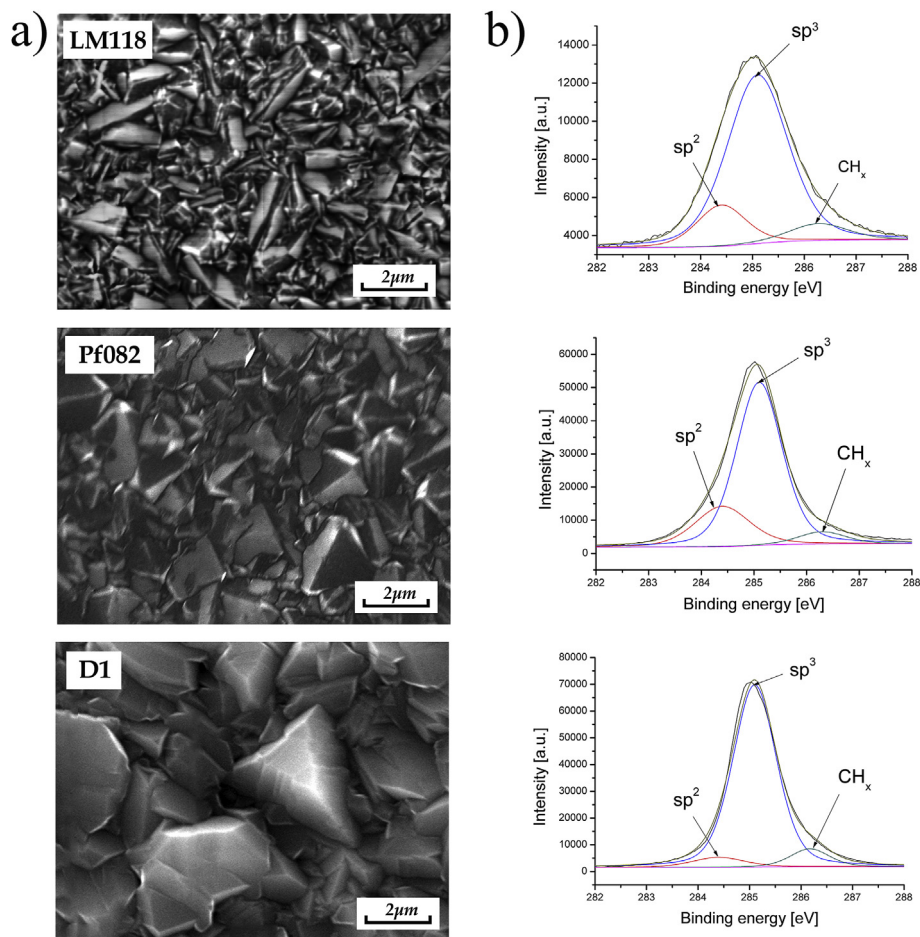 a)
LM118
2μm
Pf082
2μm
D1
2μm
b)
14000
12000
10000
8000
6000
4000
Intensity [a.u.]
sp³
sp²
CHₓ
282 283 284 285 286 287 288
Binding energy [eV]
60000
50000
40000
30000
20000
10000
0
Intensity [a.u.]
sp³
sp²
CHₓ
282 283 284 285 286 287 288
Binding energy [eV]
80000
70000
60000
50000
40000
30000
20000
10000
0
Intensity [a.u.]
sp³
sp²
CHₓ
281 282 283 284 285 286 287 288
Binding energy [eV]